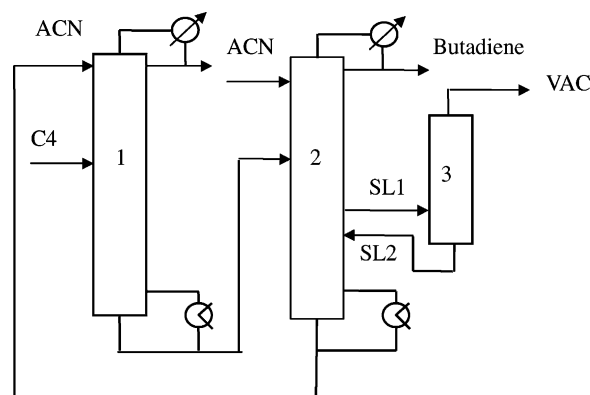 ACN
ACN
Butadiene
VAC
C4
1
2
3
SL1
SL2